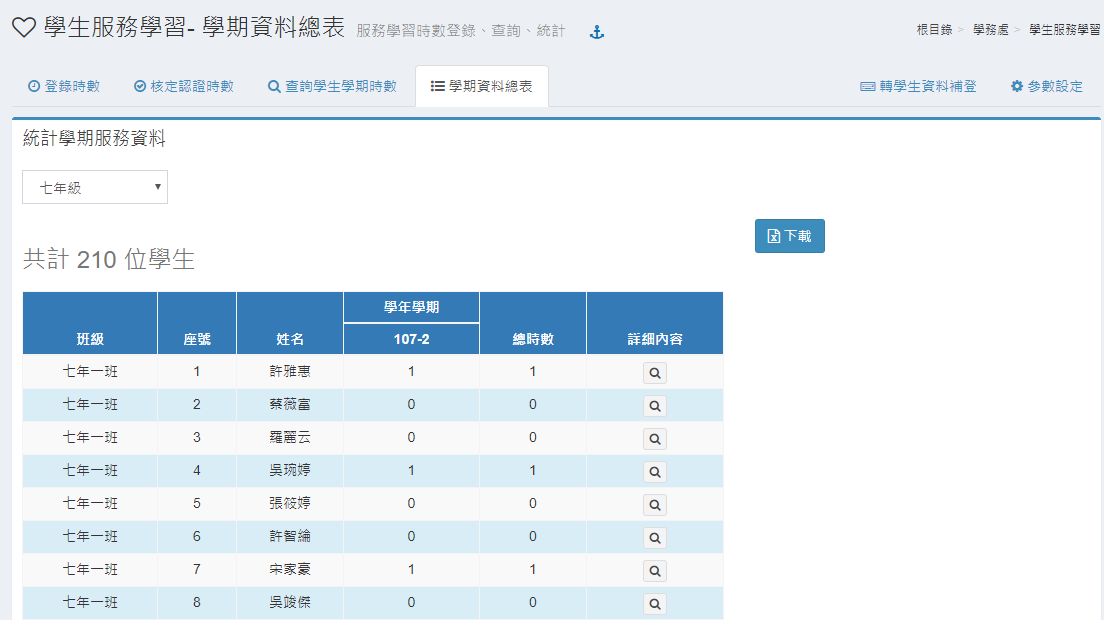 學生服務學習- 學期資料總表 服務學習時數登錄、查詢、統計
根目錄 > 學務處 > 學生服務學習
登錄時數 核定認證時數 查詢學生學期時數 學期資料總表 轉學生資料補登 參數設定
統計學期服務資料
七年級
下載
共計 210 位學生
學年學期
班級 座號 姓名 107-2 總時數 詳細內容
七年一班 1 許雅惠 1 1
七年一班 2 蔡薇富 0 0
七年一班 3 羅麗云 0 0
七年一班 4 吳琬婷 1 1
七年一班 5 張筱婷 0 0
七年一班 6 許智綸 0 0
七年一班 7 宋家豪 1 1
七年一班 8 吳竣傑 0 0